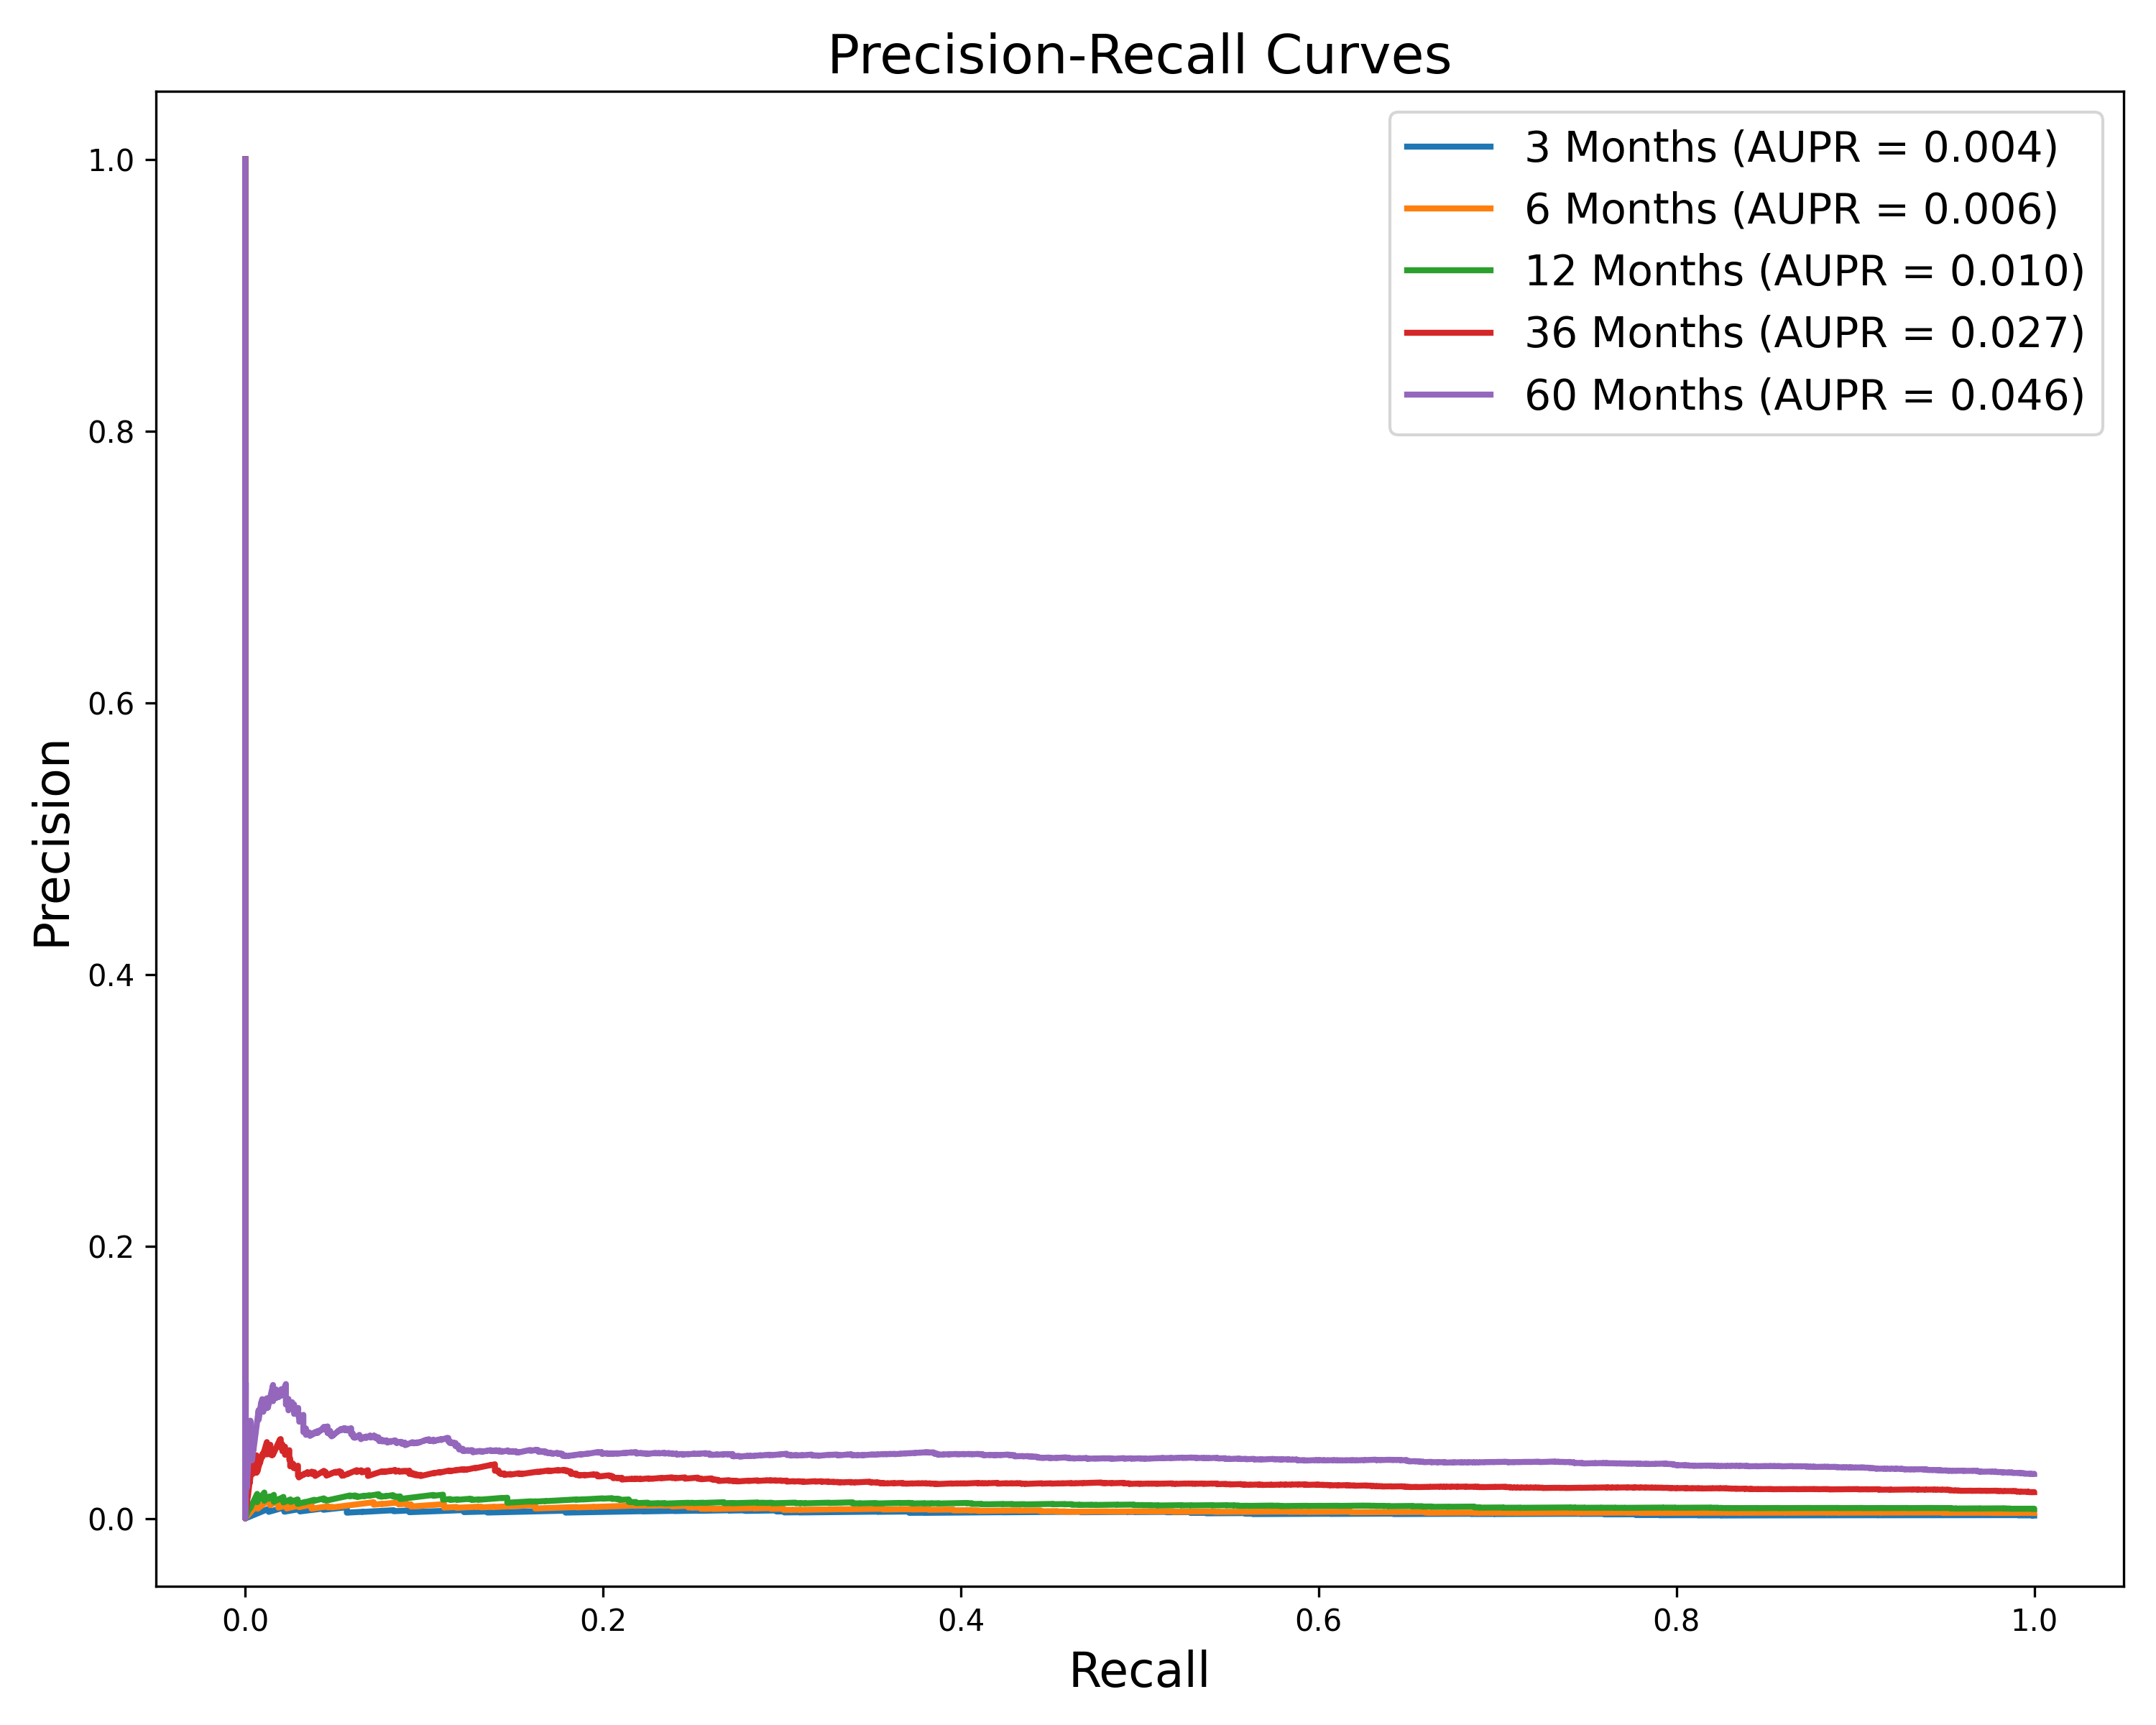 Precision-Recall Curves
3 Months (AUPR = 0.004)
6 Months (AUPR = 0.006)
12 Months (AUPR = 0.010)
36 Months (AUPR = 0.027)
60 Months (AUPR = 0.046)
Precision
1.0
0.8
0.6
0.4
0.2
0.0
0.0 0.2 0.4 0.6 0.8 1.0
Recall